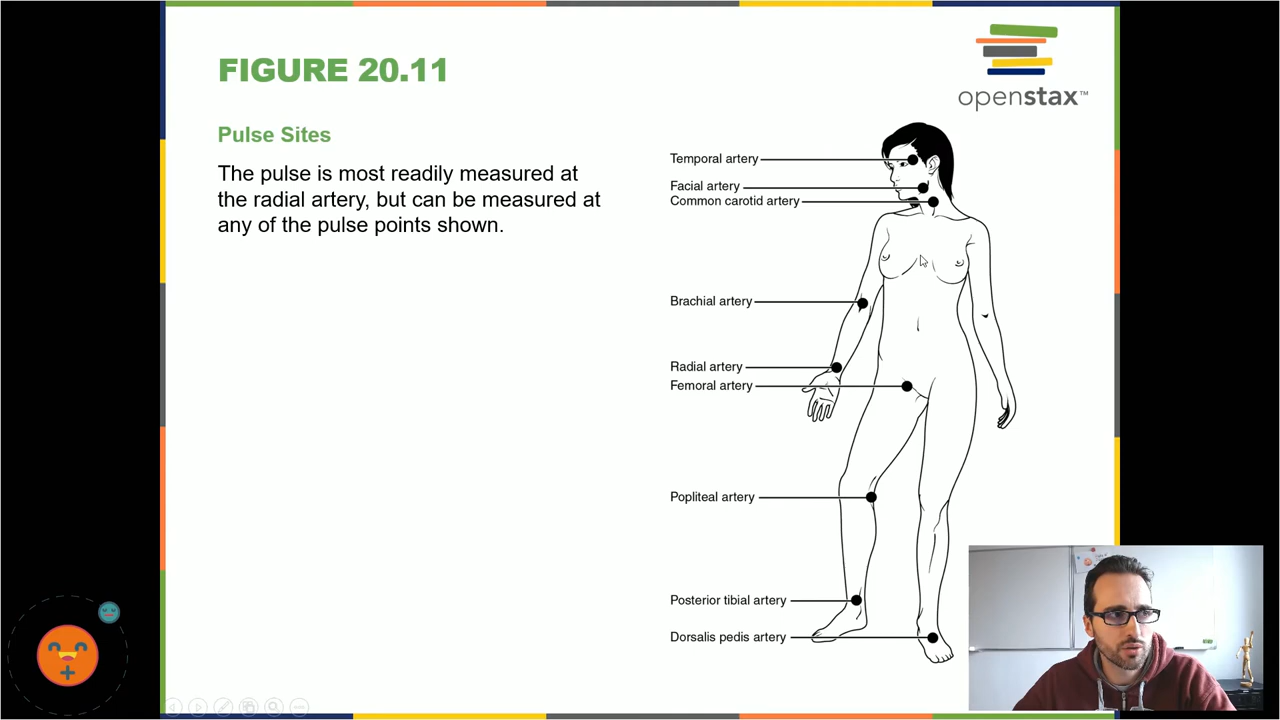 FIGURE 20.11
openstax™
Pulse Sites
The pulse is most readily measured at
the radial artery, but can be measured at
any of the pulse points shown.
Temporal artery
Facial artery
Common carotid artery
Brachial artery
Radial artery
Femoral artery
Popliteal artery
Posterior tibial artery
Dorsalis pedis artery